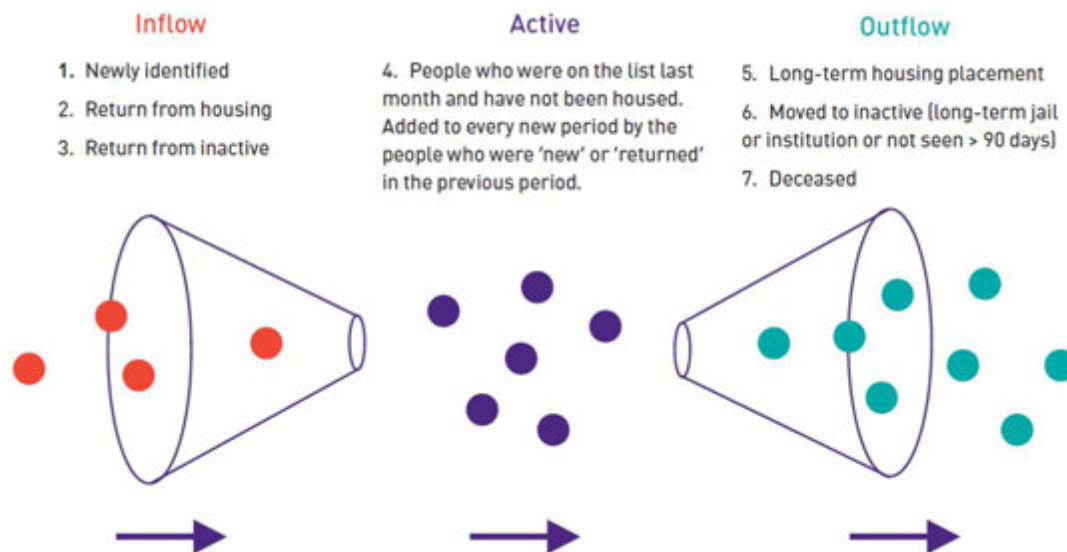 Inflow
1. Newly identified
2. Return from housing
3. Return from inactive
Active
4. People who were on the list last
month and have not been housed.
Added to every new period by the
people who were ‘new’ or ‘returned’
in the previous period.
Outflow
5. Long-term housing placement
6. Moved to inactive (long-term jail
or institution or not seen > 90 days)
7. Deceased